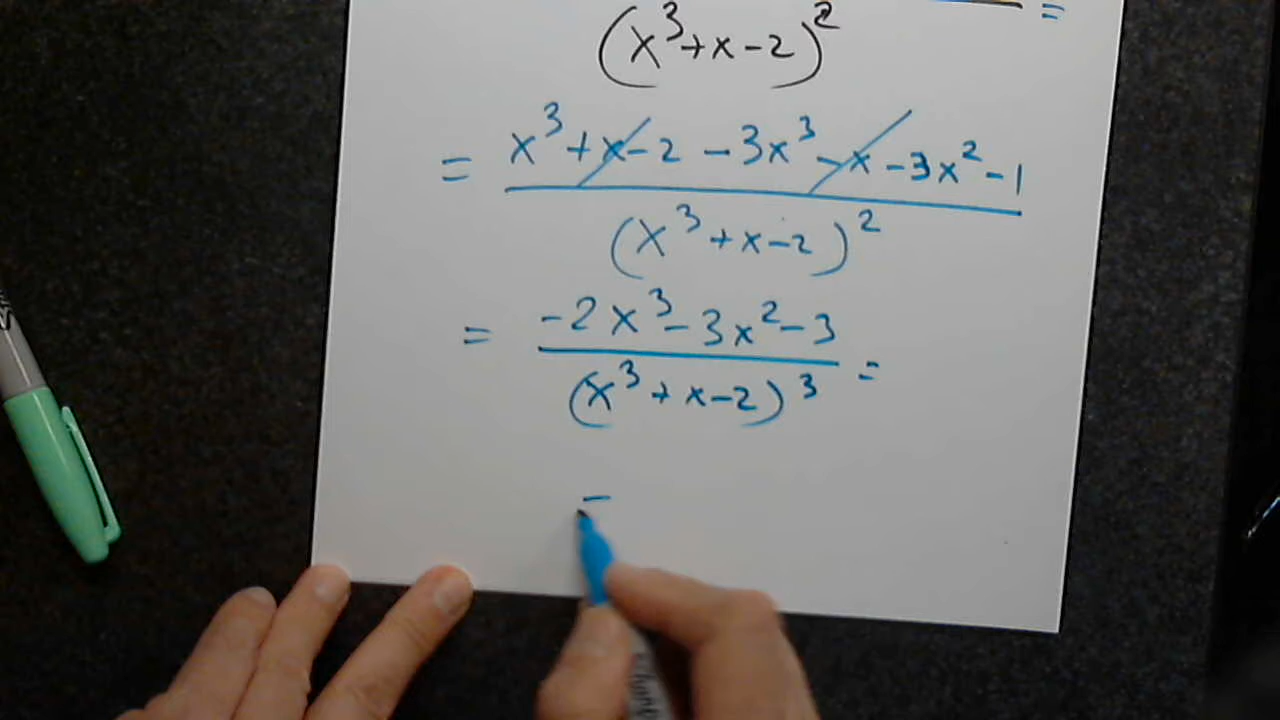 =
(x³+x-2)²
= x³+x-2-3x³-x-3x²-1
(x³+x-2)²
= -2x³-3x²-3
(x³+x-2)³ =
-